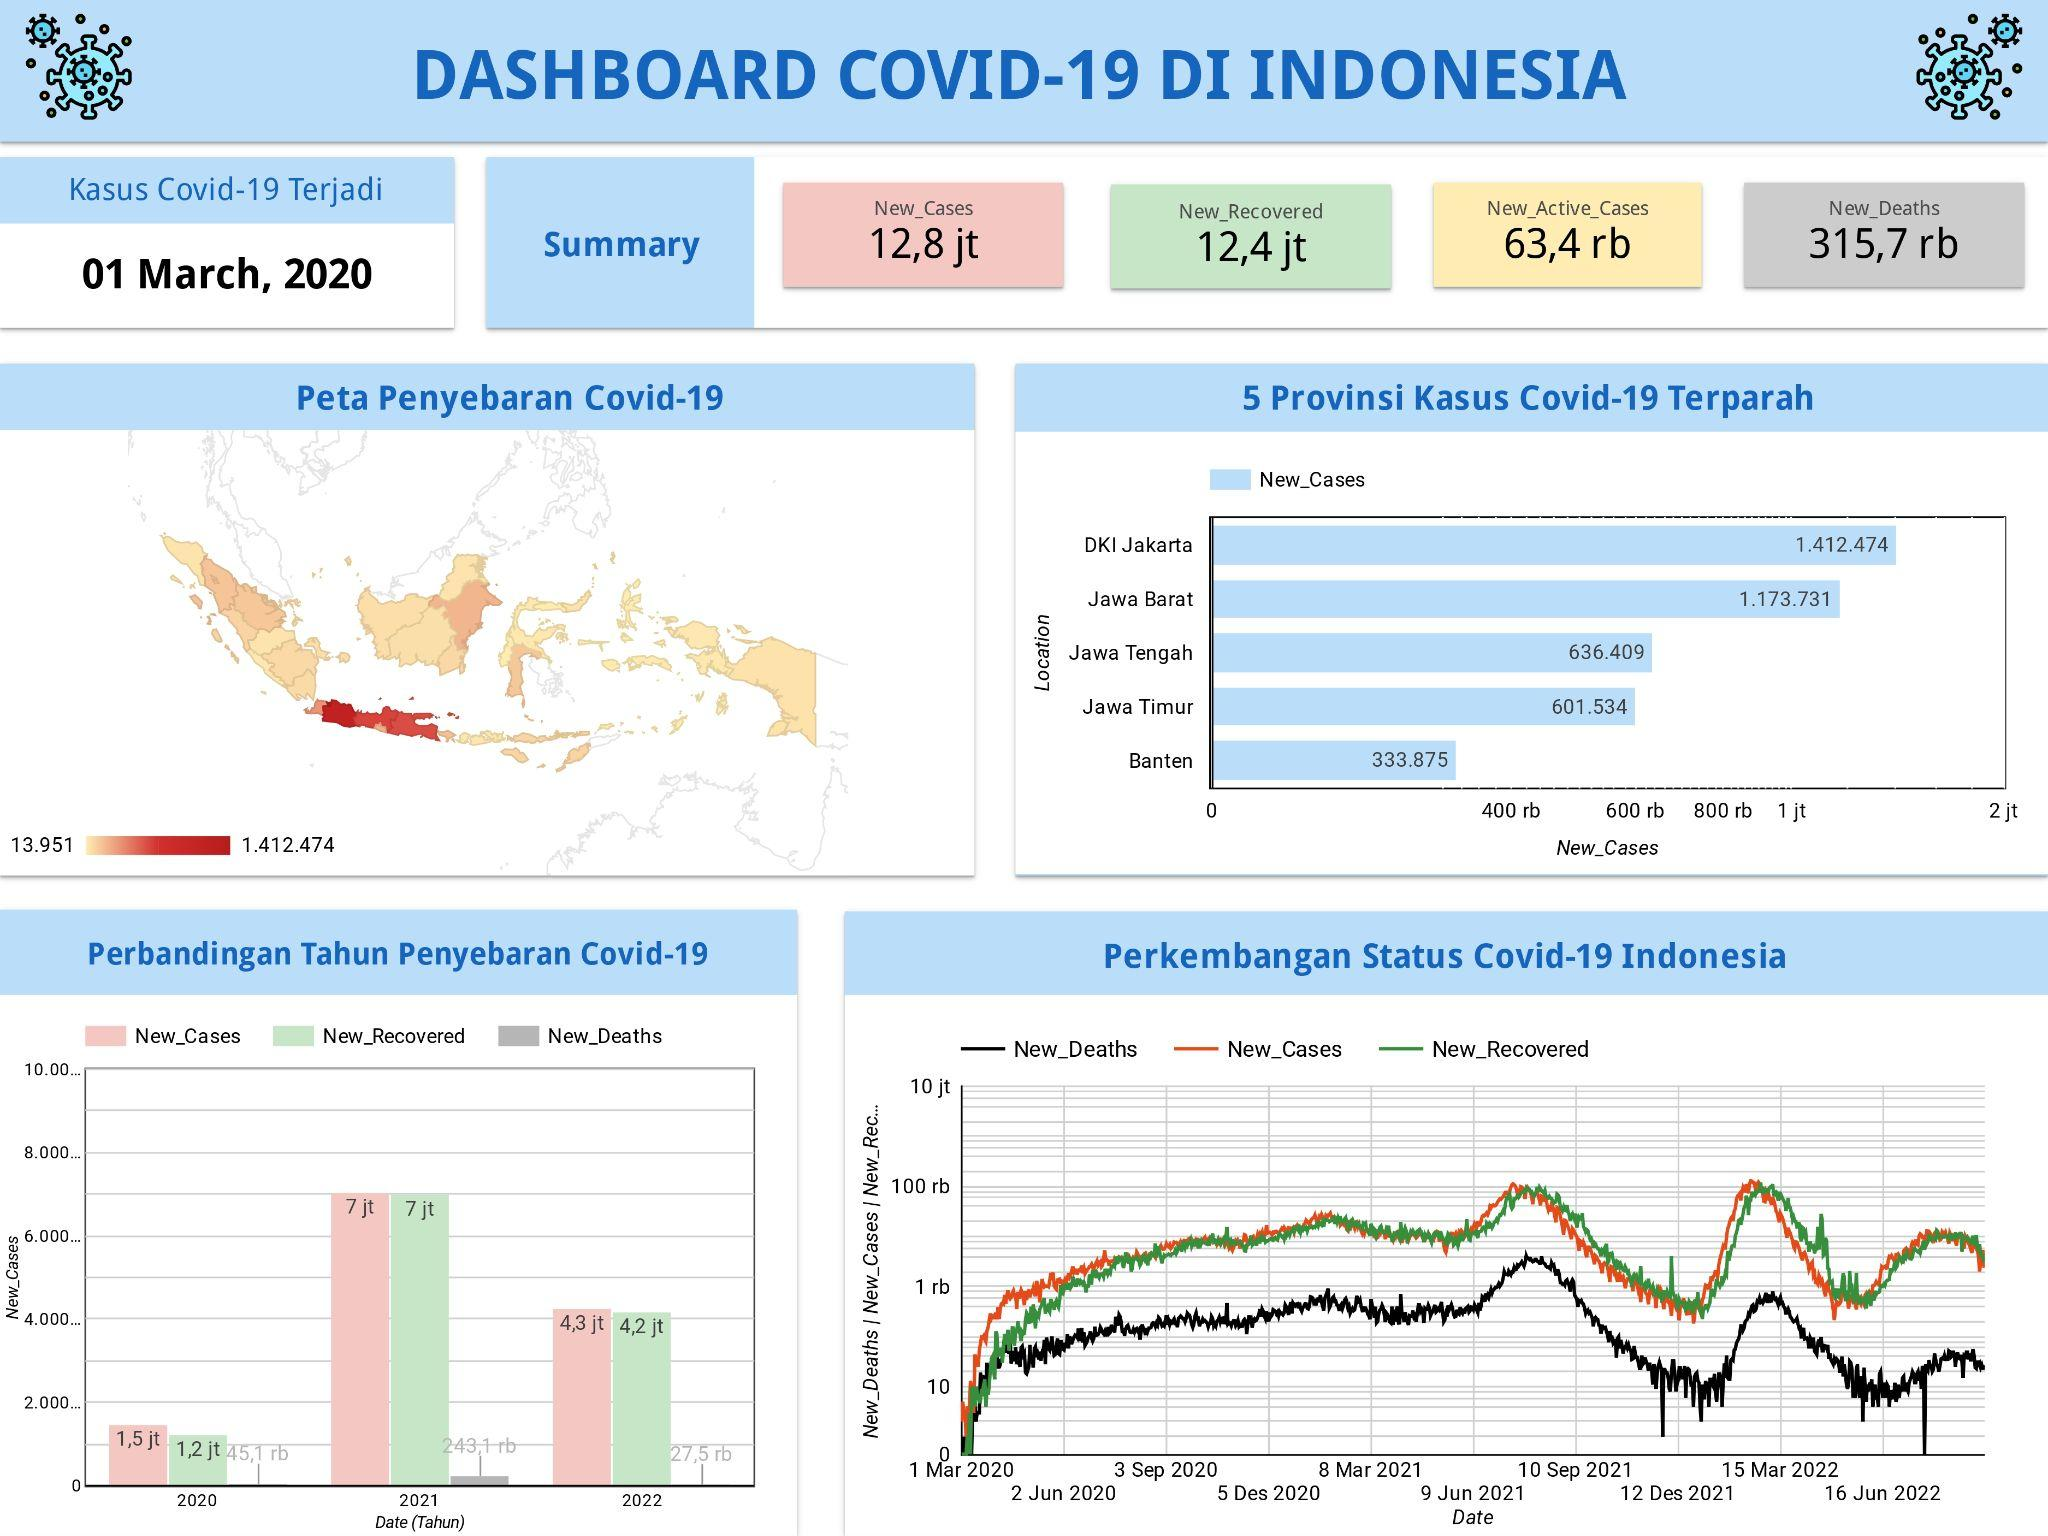 DASHBOARD COVID-19 DI INDONESIA
Kasus Covid-19 Terjadi
01 March, 2020
Summary
New_Cases
12,8 jt
New_Recovered
12,4 jt
New_Active_Cases
63,4 rb
New_Deaths
315,7 rb
Peta Penyebaran Covid-19
13.951
1.412.474
5 Provinsi Kasus Covid-19 Terparah
New_Cases
Location
DKI Jakarta
1.412.474
Jawa Barat
1.173.731
Jawa Tengah
636.409
Jawa Timur
601.534
Banten
333.875
0 400 rb 600 rb 800 rb 1 jt 2 jt
New_Cases
Perbandingan Tahun Penyebaran Covid-19
New_Cases New_Recovered New_Deaths
New_Cases
10.00...
8.000...
6.000...
4.000...
2.000...
0
1,5 jt 1,2 jt 45,1 rb
7 jt 7 jt 243,1 rb
4,3 jt 4,2 jt 27,5 rb
2020 2021 2022
Date (Tahun)
Perkembangan Status Covid-19 Indonesia
New_Deaths New_Cases New_Recovered
New_Deaths | New_Cases | New_Rec...
10 jt
100 rb
1 rb
10
0
1 Mar 2020 3 Sep 2020 8 Mar 2021 10 Sep 2021 15 Mar 2022
2 Jun 2020 5 Des 2020 9 Jun 2021 12 Des 2021 16 Jun 2022
Date